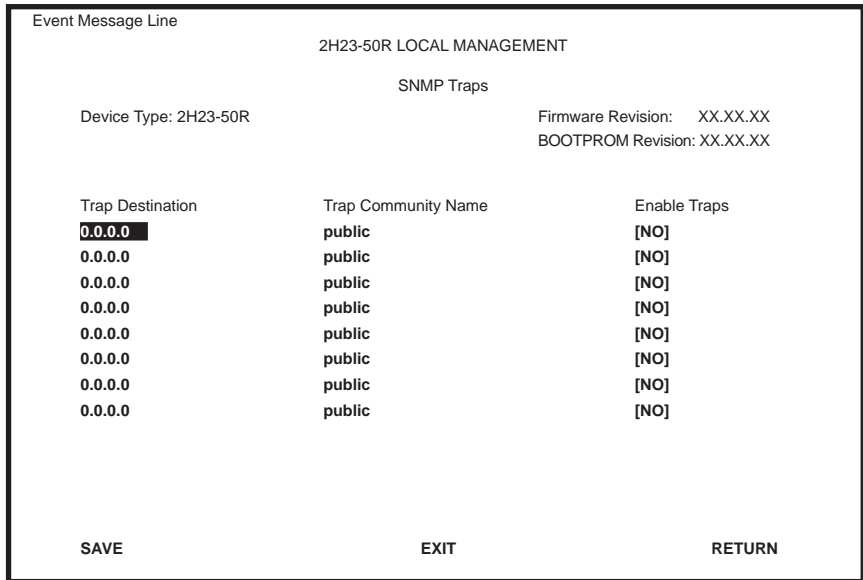 Event Message Line
2H23-50R LOCAL MANAGEMENT
SNMP Traps
Device Type: 2H23-50R Firmware Revision: XX.XX.XX
BOOTPROM Revision: XX.XX.XX
Trap Destination Trap Community Name Enable Traps
0.0.0.0 public [NO]
0.0.0.0 public [NO]
0.0.0.0 public [NO]
0.0.0.0 public [NO]
0.0.0.0 public [NO]
0.0.0.0 public [NO]
0.0.0.0 public [NO]
0.0.0.0 public [NO]
SAVE EXIT RETURN